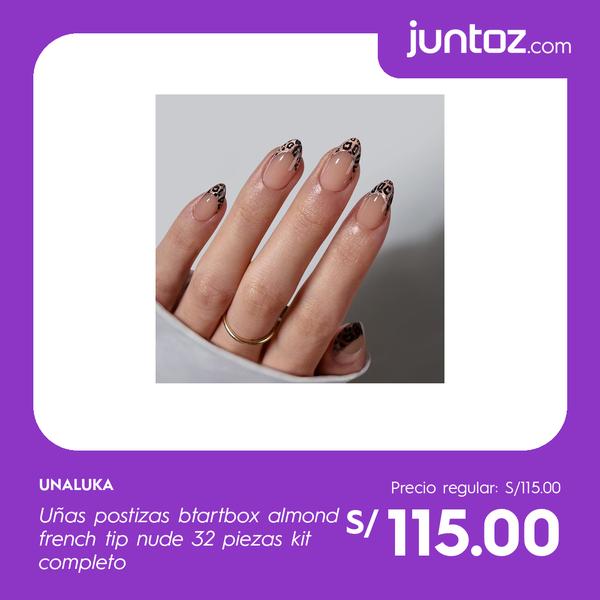 juntoz.com
UNALUKA
Uñas postizas btartbox almond
french tip nude 32 piezas kit
completo
Precio regular: S/115.00
S/ 115.00